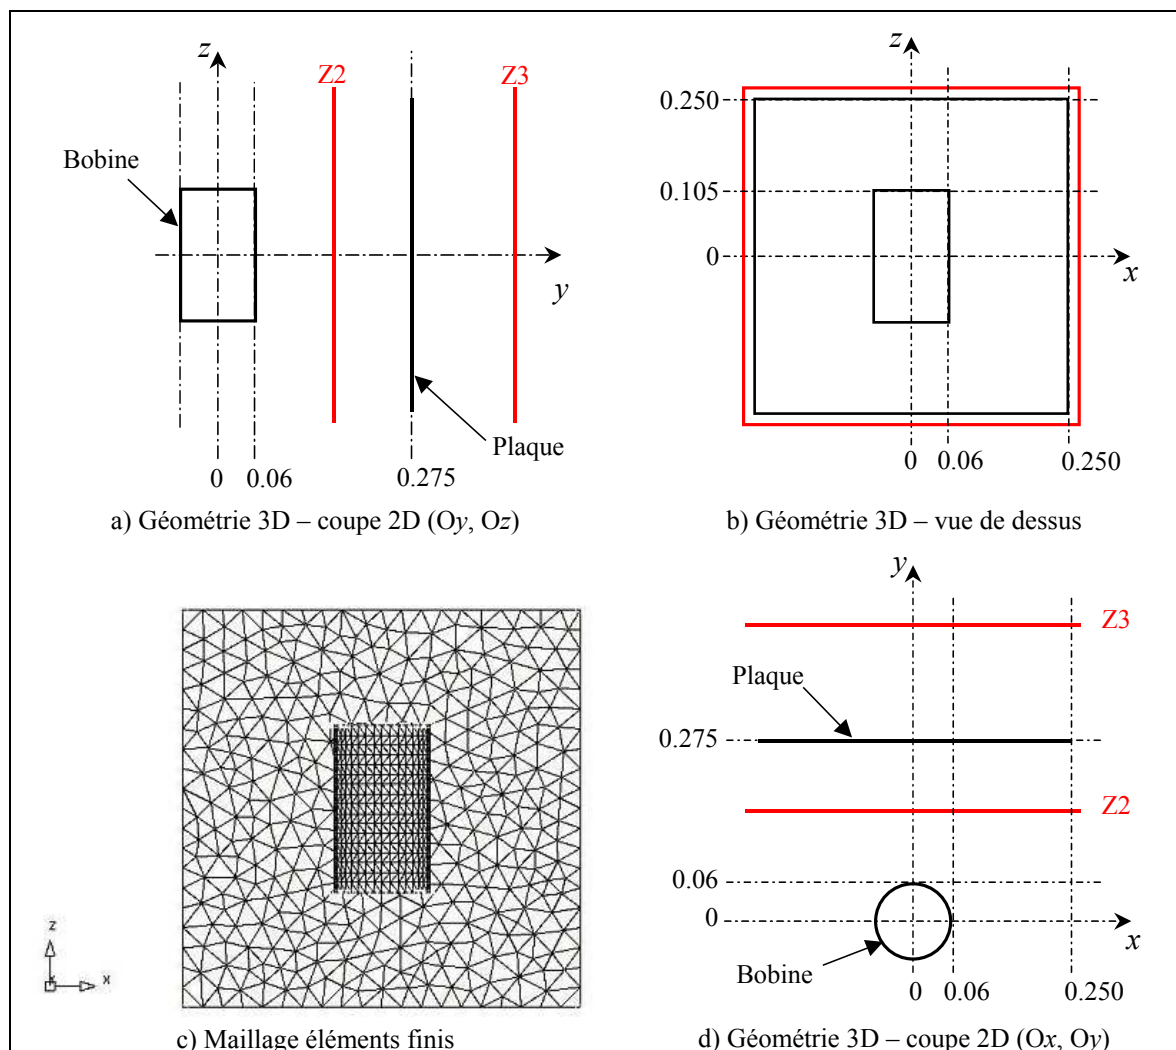 z
Z2
Z3
Bobine
y
Plaque
0
0.06
0.275
a) Géométrie 3D – coupe 2D (Oy, Oz)
z
0.250
0.105
0
x
0
0.06
0.250
b) Géométrie 3D – vue de dessus
z
x
c) Maillage éléments finis
y
Z3
Plaque
0.275
Z2
0.06
0
x
Bobine
0
0.06
0.250
d) Géométrie 3D – coupe 2D (Ox, Oy)